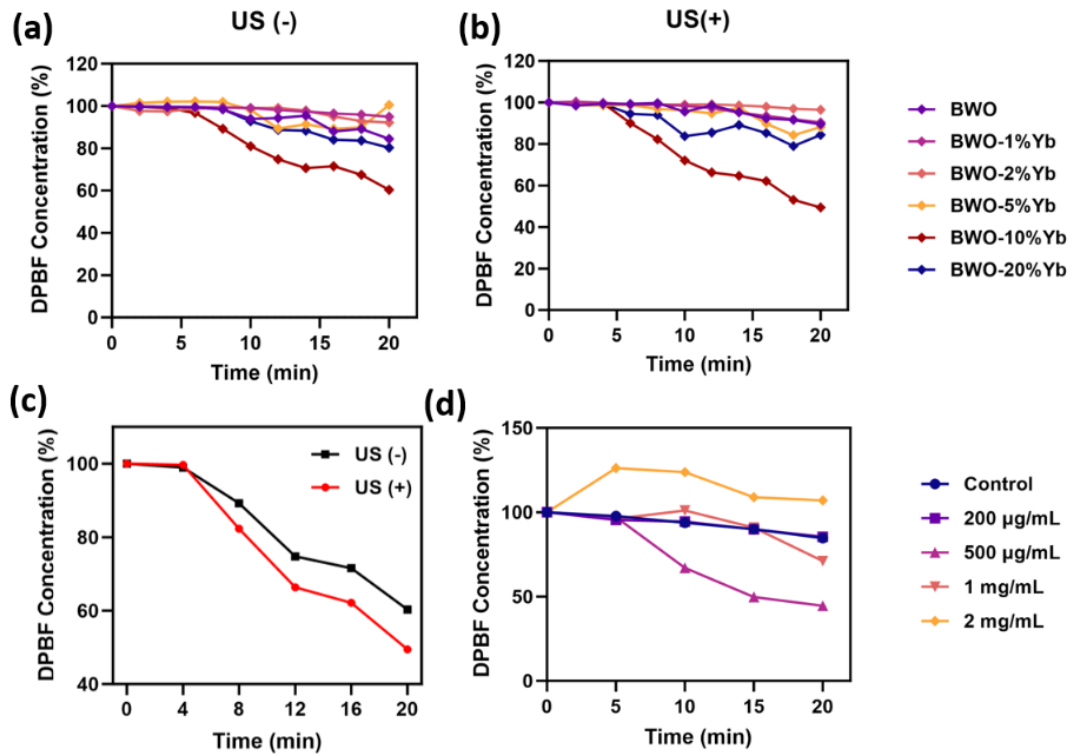 (a)
US (-)
DPBF Concentration (%)
120
100
80
60
40
20
0
0 5 10 15 20
Time (min)
(b)
US(+)
DPBF Concentration (%)
120
100
80
60
40
20
0
0 5 10 15 20
Time (min)
BWO
BWO-1%Yb
BWO-2%Yb
BWO-5%Yb
BWO-10%Yb
BWO-20%Yb
(c)
DPBF Concentration (%)
100
80
60
40
0 4 8 12 16 20
Time (min)
US (-)
US (+)
(d)
DPBF Concentration (%)
150
100
50
0
0 5 10 15 20
Time (min)
Control
200 µg/mL
500 µg/mL
1 mg/mL
2 mg/mL